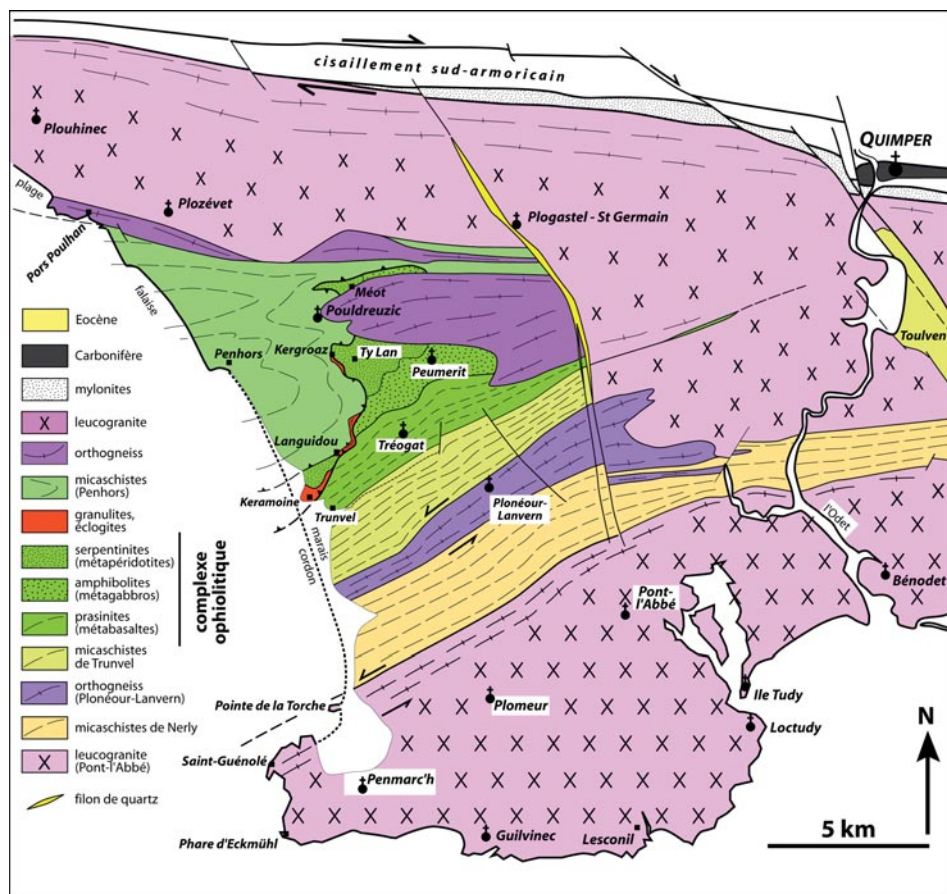 cisaillement sud-armoricain
Plouhinec
QUIMPER
plage
Plozévet
Plogastel - St Germain
Pors Poulhan
falaise
Méot
Pouldreuzic
Toulven
Kergroaz
Ty Lan
Penhors
Peumerit
Tréogat
Languidou
Keramoine
Trunvel
Plonéour-
Lanvern
marais
cordon
l'Odet
Bénodet
Pont-
l'Abbé
Ile Tudy
Pointe de la Torche
Plomeur
Loctudy
Saint-Guénolé
Penmarc'h
Phare d'Eckmühl
Guilvinec
Lesconil
N
5 km
Eocène
Carbonifère
mylonites
leucogranite
orthogneiss
micaschistes
(Penhors)
granulites,
éclogites
serpentinites
(métapéridotites)
amphibolites
(métagabbros)
prasinites
(métabasaltes)
complexe
ophiolitique
micaschistes
de Trunvel
orthogneiss
(Plonéour-Lanvern)
micaschistes de Nerly
leucogranite
(Pont-l'Abbé)
filon de quartz